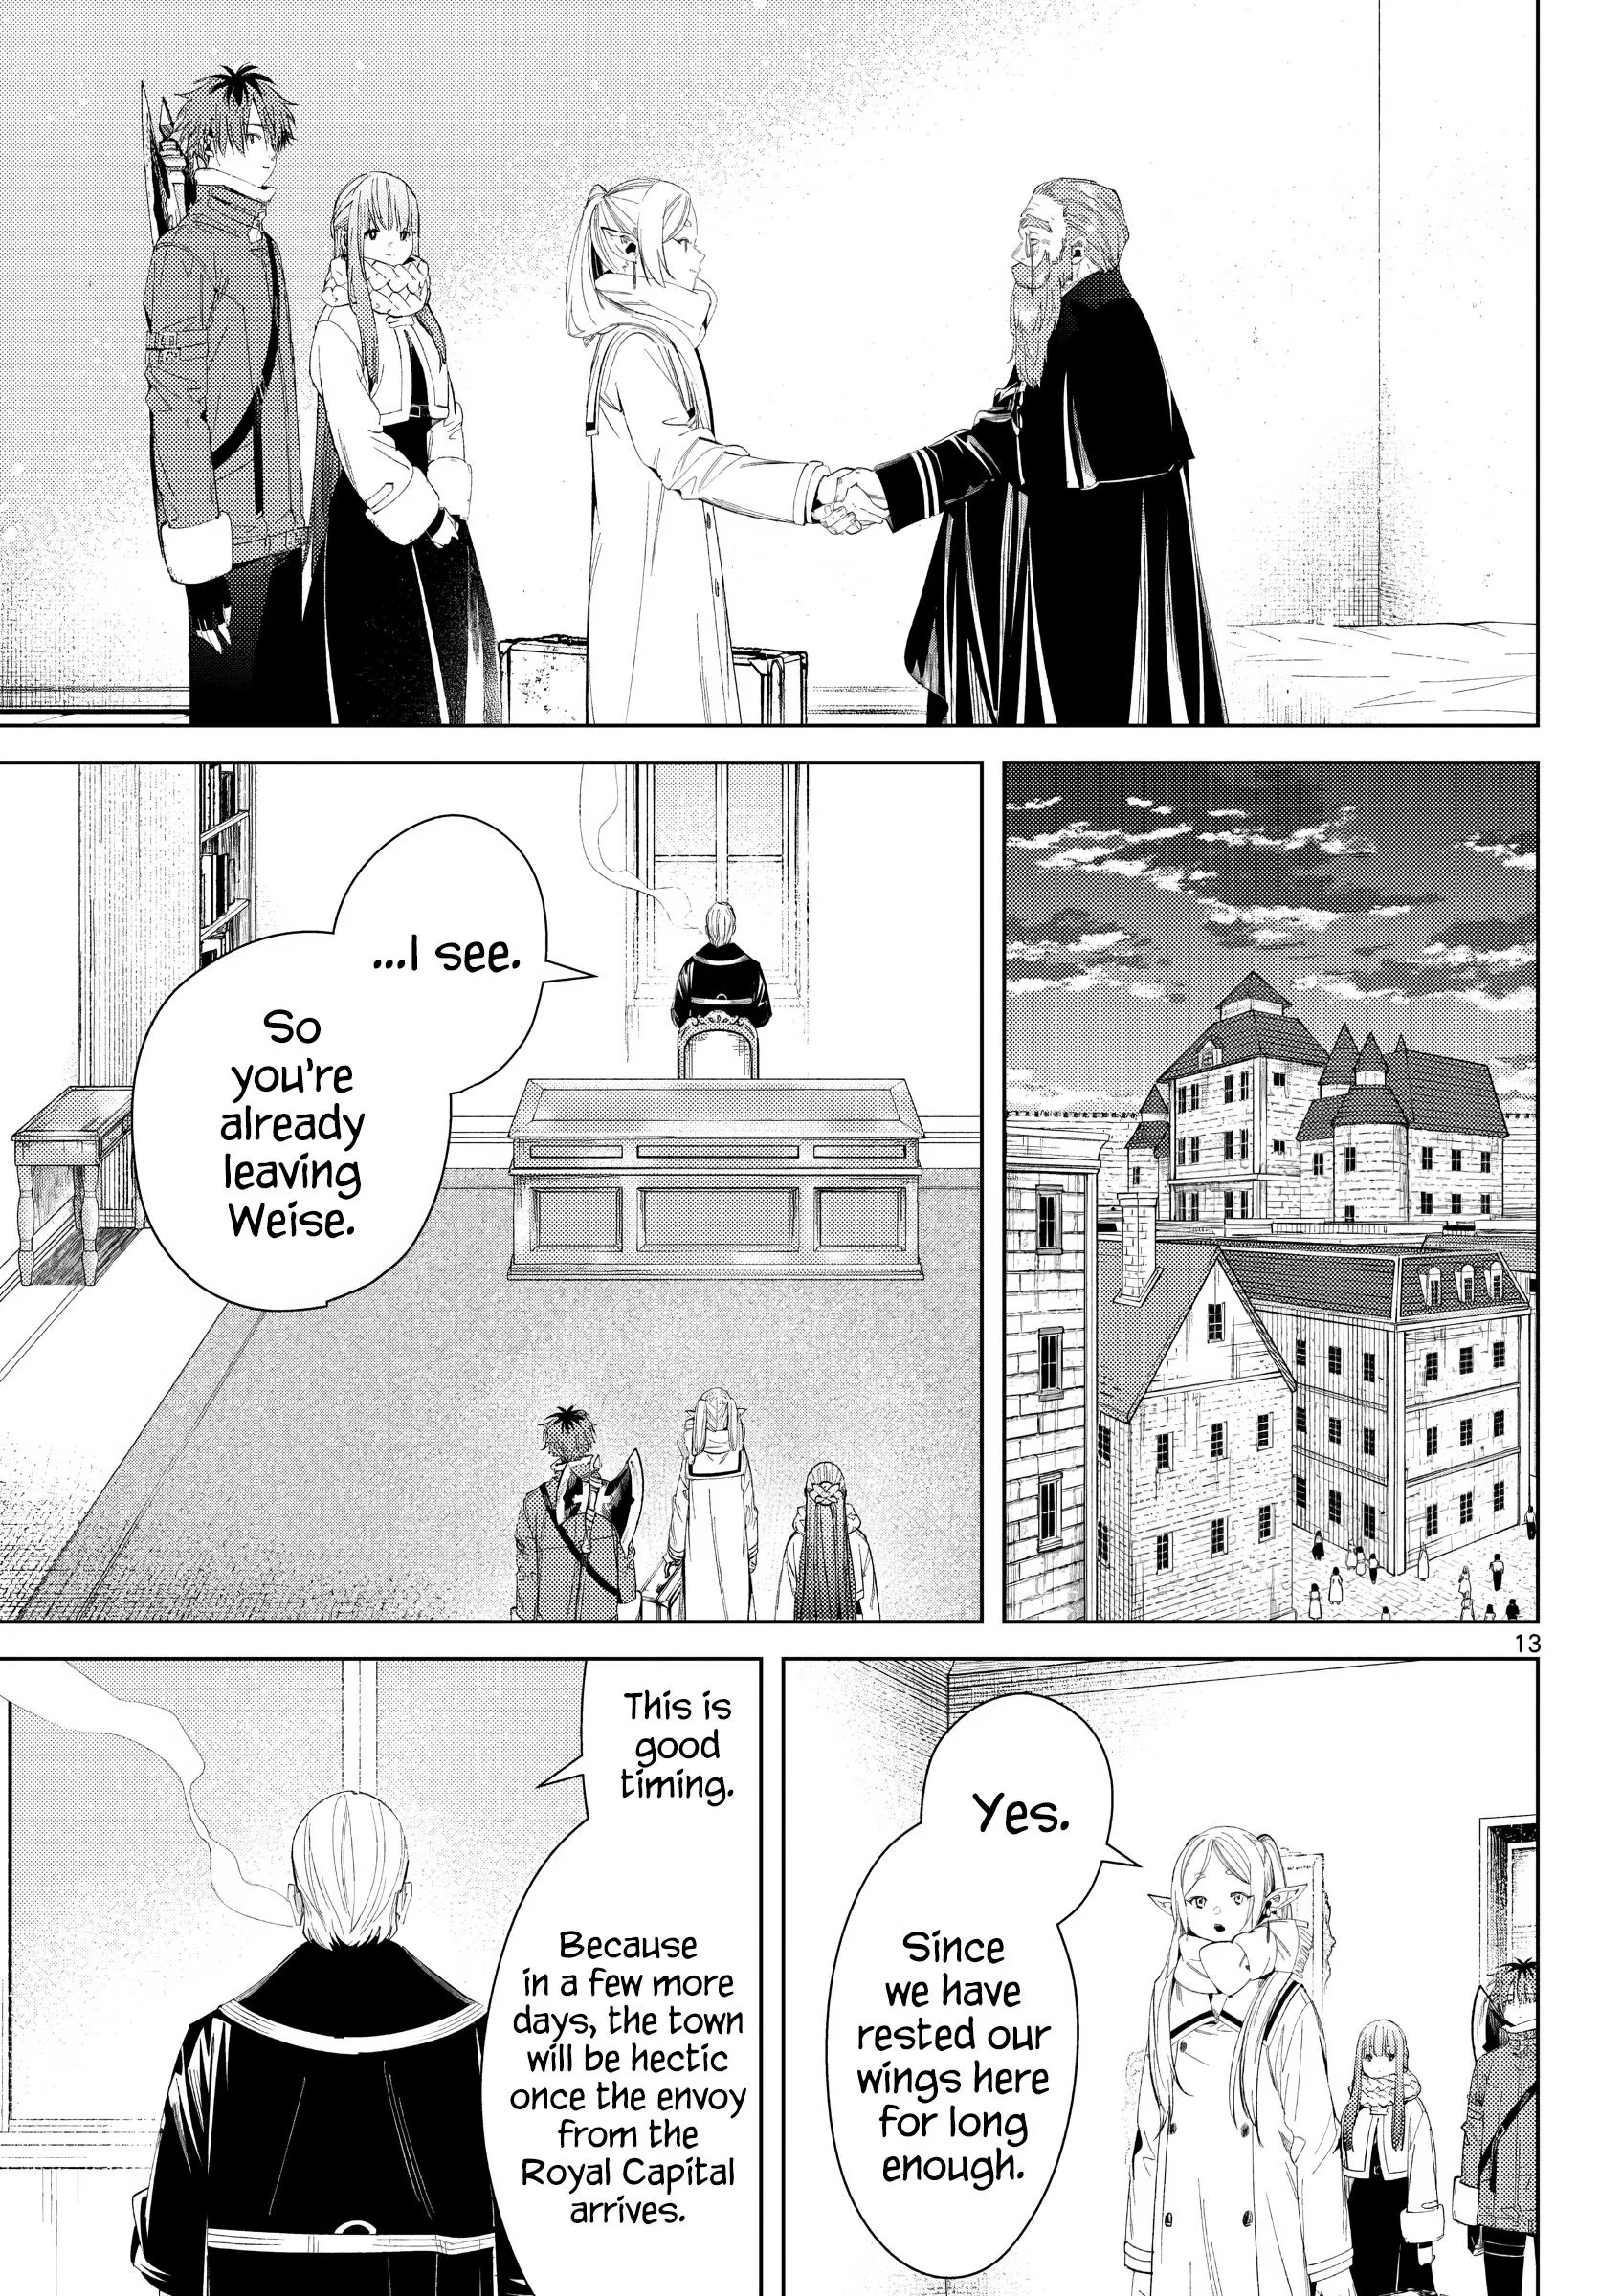 ...I see.
So
you're
already
leaving
Weise.
13
Yes.
Since
we have
rested our
wings here
for long
enough.
This is
good
timing.
Because
in a few more
days, the town
will be hectic
once the envoy
from the
Royal Capital
arrives.